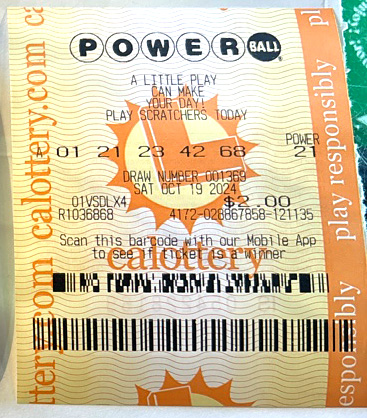 POWERBALL
A LITTLE PLAY
CAN MAKE
YOUR DAY!
PLAY SCRATCHERS TODAY
POWER
01 21 23 42 68 21
DRAW NUMBER 001369
SAT OCT 19 2024
01VSDLX4 $2.00
R1036868 4172-028867858-121135
Scan this barcode with our Mobile App
to see if ticket is a winner
calottery
calottery.com
play responsibly